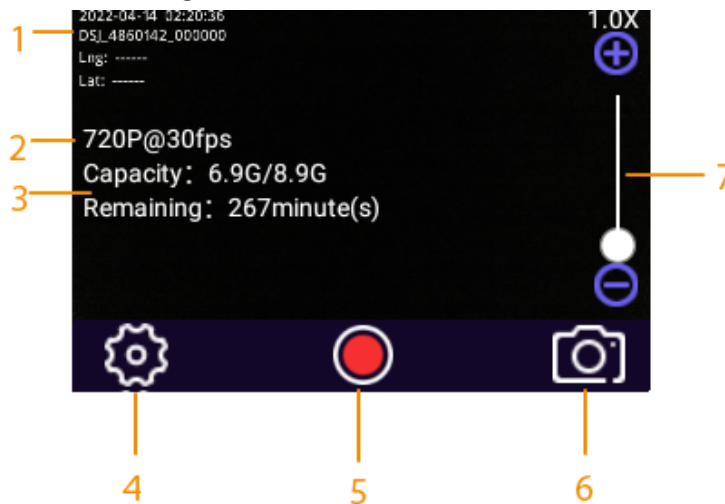 2022-04-14 02:20:36
1.0X
1
DSJ_4860142_000000
Lng: ------
Lat: ------
2
720P@30fps
Capacity：6.9G/8.9G
7
3
Remaining：267minute(s)
4
5
6